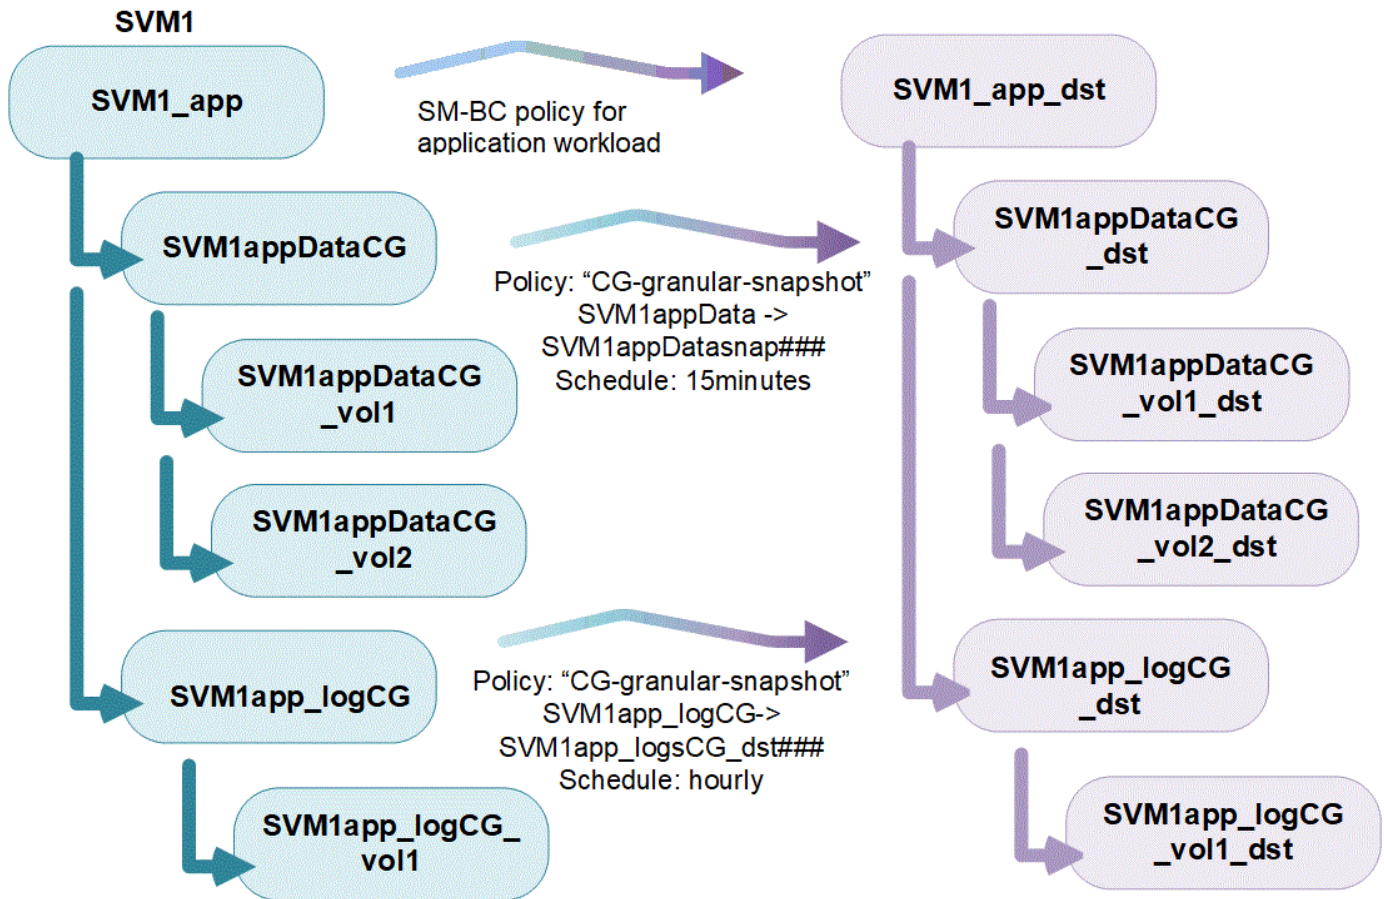 SVM1
SVM1_app
SM-BC policy for
application workload
SVM1_app_dst
SVM1appDataCG
Policy: “CG-granular-snapshot”
SVM1appData ->
SVM1appDatasnap###
Schedule: 15minutes
SVM1appDataCG
_dst
SVM1appDataCG
_vol1
SVM1appDataCG
_vol1_dst
SVM1appDataCG
_vol2
SVM1appDataCG
_vol2_dst
SVM1app_logCG
Policy: “CG-granular-snapshot”
SVM1app_logCG->
SVM1app_logsCG_dst###
Schedule: hourly
SVM1app_logCG
_dst
SVM1app_logCG_
vol1
SVM1app_logCG
_vol1_dst